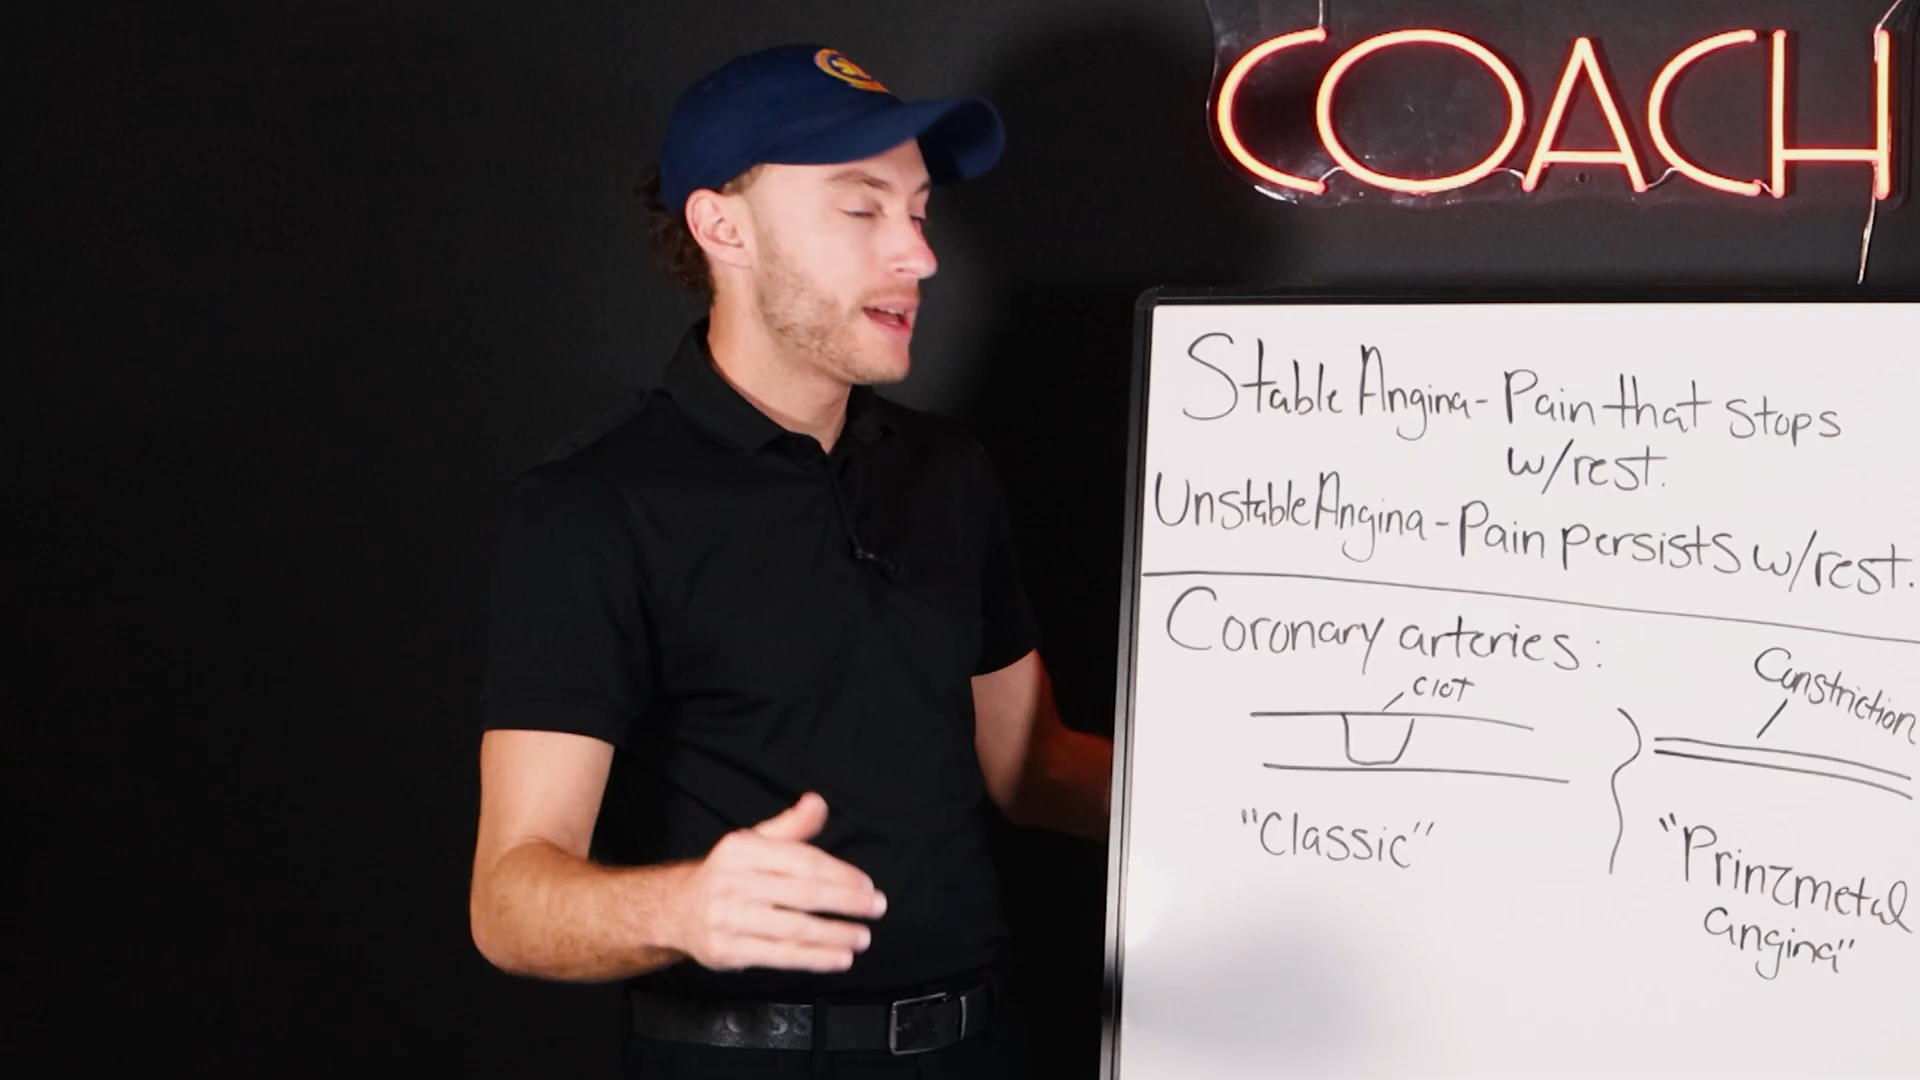 COACH
Stable Angina - Pain that stops
w/rest.
Unstable Angina - Pain persists w/rest.
Coronary arteries:
clot
Constriction
"Classic"
"Prinzmetal
angina"